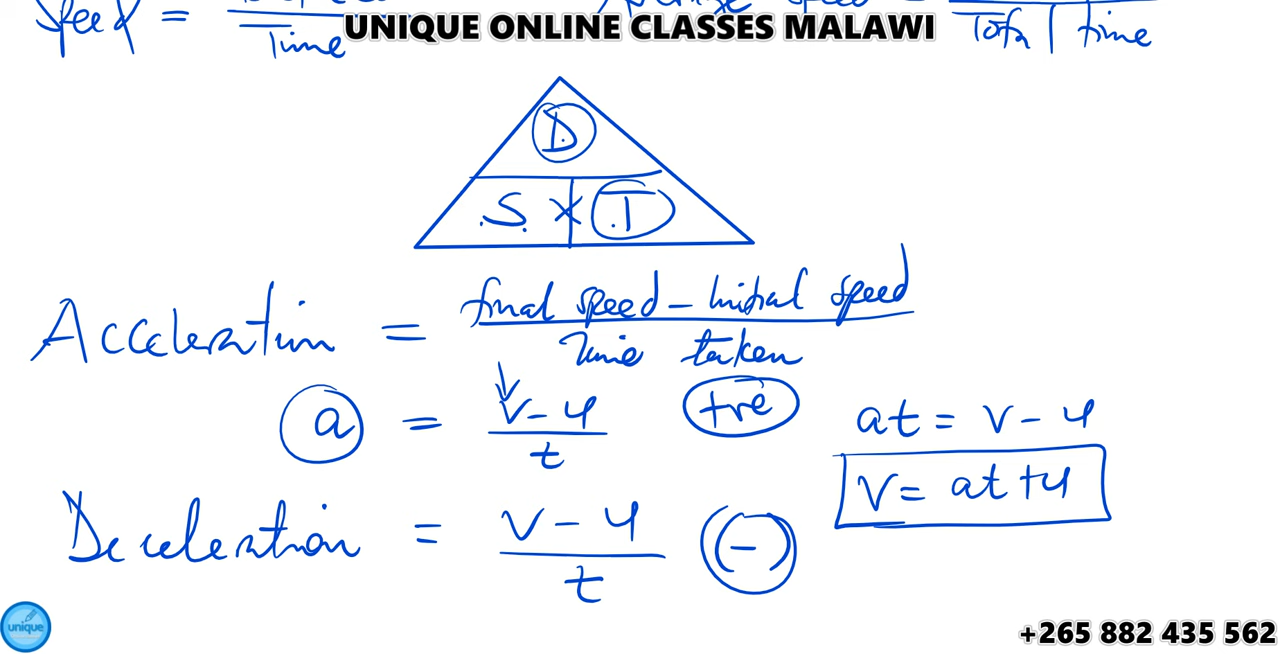 Speed = Time
UNIQUE ONLINE CLASSES MALAWI
Total time
D
S × T
Acceleration = final speed – Initial speed
Time taken
a = v – u +ve at = v – u
t
v = at + u
Deceleration = v – u (–)
t
unique
+265 882 435 562